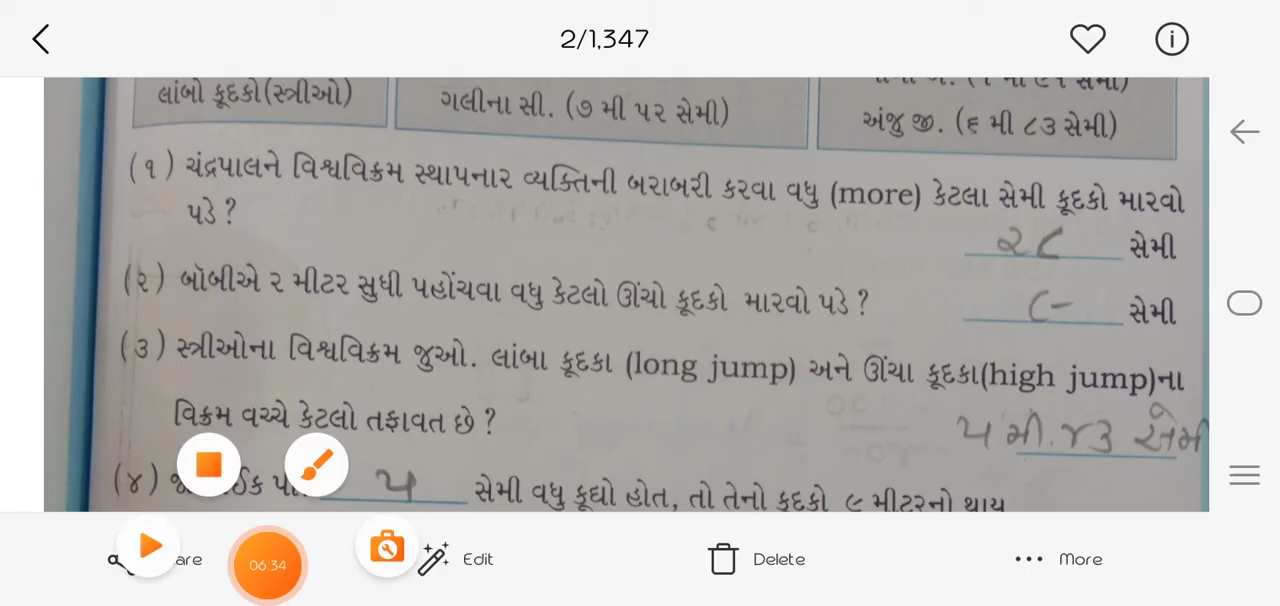 2/1,347
લાંબો કૂદકો(સ્ત્રીઓ)
ગલીના સી. (૭ મી ૫૨ સેમી)
અંજુ જી. (૬ મી ૮૩ સેમી)
(૧) ચંદ્રપાલને વિશ્વવિક્રમ સ્થાપનાર વ્યક્તિની બરાબરી કરવા વધુ (more) કેટલા સેમી કૂદકો મારવો
પડે?
૨૮ સેમી
(૨) બૉબીએ ૨ મીટર સુધી પહોંચવા વધુ કેટલો ઊંચો કૂદકો મારવો પડે?
સેમી
(૩) સ્ત્રીઓના વિશ્વવિક્રમ જુઓ. લાંબા કૂદકા (long jump) અને ઊંચા કૂદકા(high jump)ના
વિક્રમ વચ્ચે કેટલો તફાવત છે?
૫ મી. ૪૩ સેમી
(૪) ૫ સેમી વધુ કૂદ્યો હોત, તો તેનો કૂદકો ૯ મીટરનો થાય
06:34
Edit
Delete
More